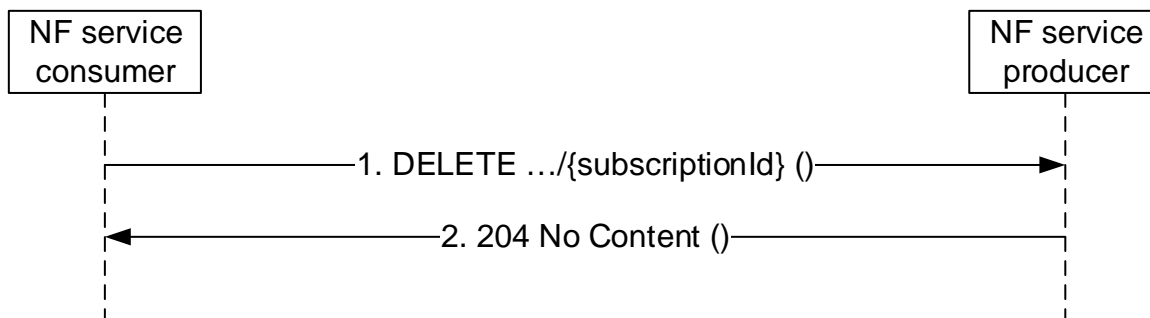 NF service
consumer
NF service
producer
1. DELETE …/{subscriptionId} ()
2. 204 No Content ()